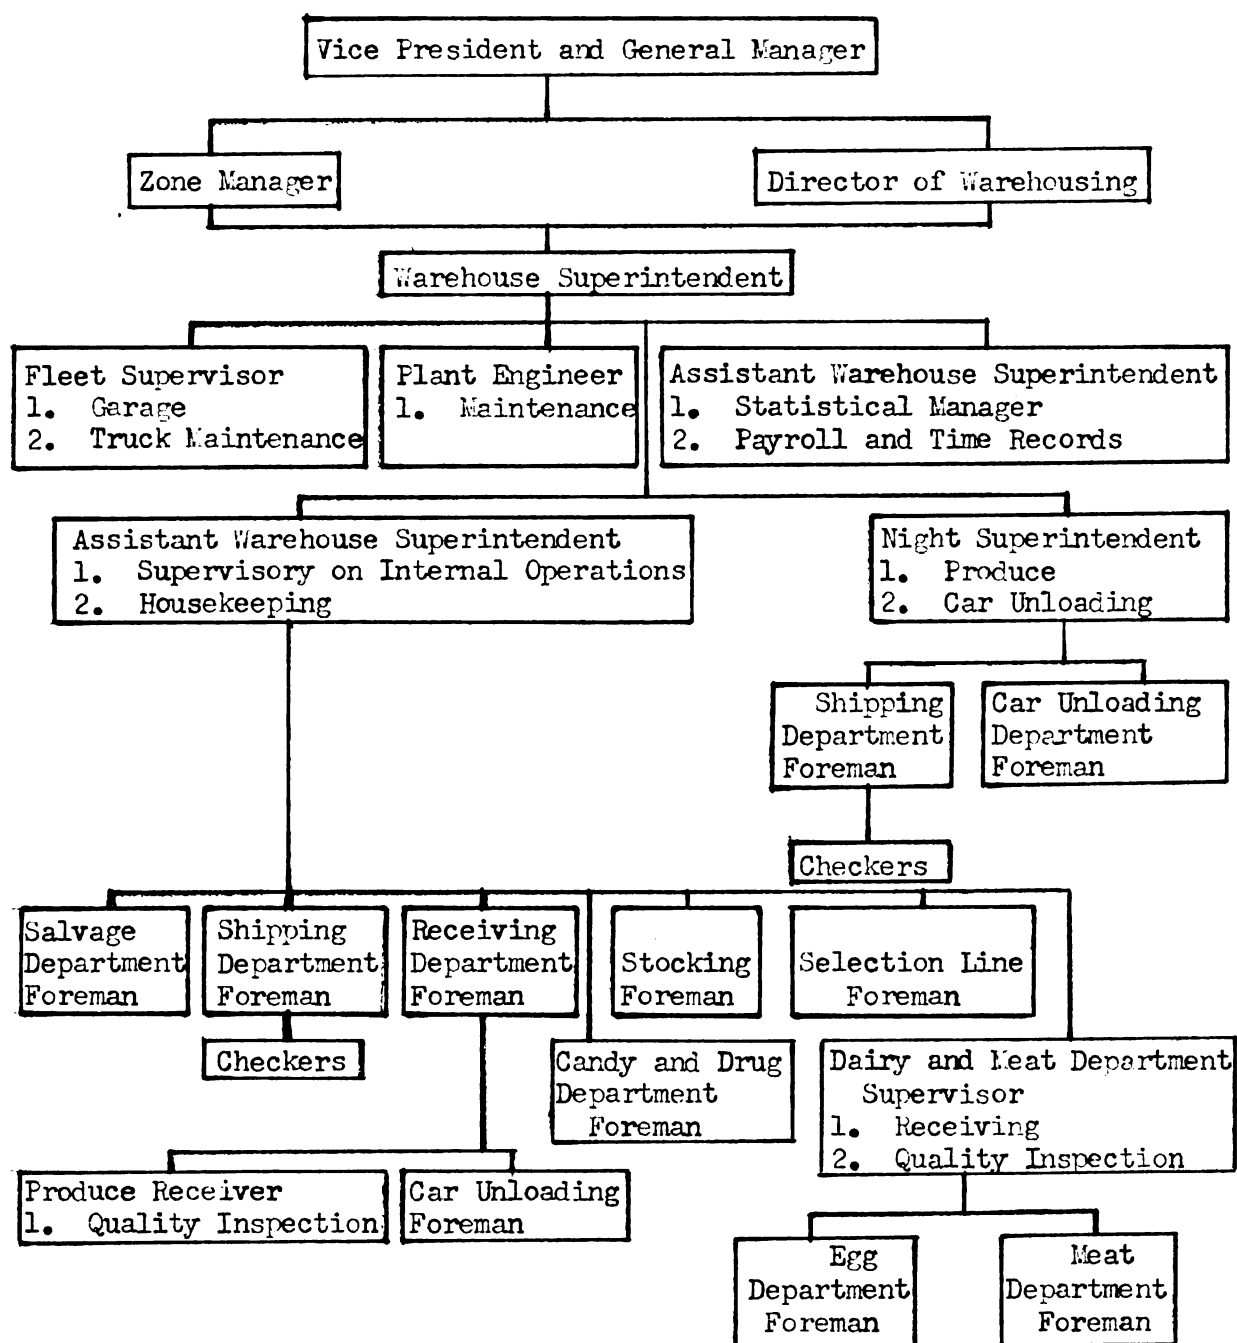 Vice President and General Manager
Zone Manager
Director of Warehousing
Warehouse Superintendent
Fleet Supervisor
1. Garage
2. Truck Maintenance
Plant Engineer
1. Maintenance
Assistant Warehouse Superintendent
1. Statistical Manager
2. Payroll and Time Records
Assistant Warehouse Superintendent
1. Supervisory on Internal Operations
2. Housekeeping
Night Superintendent
1. Produce
2. Car Unloading
Shipping
Department
Foreman
Car Unloading
Department
Foreman
Checkers
Salvage
Department
Foreman
Shipping
Department
Foreman
Receiving
Department
Foreman
Stocking
Foreman
Selection Line
Foreman
Checkers
Candy and Drug
Department
Foreman
Dairy and Meat Department
Supervisor
1. Receiving
2. Quality Inspection
Produce Receiver
1. Quality Inspection
Car Unloading
Foreman
Egg
Department
Foreman
Meat
Department
Foreman